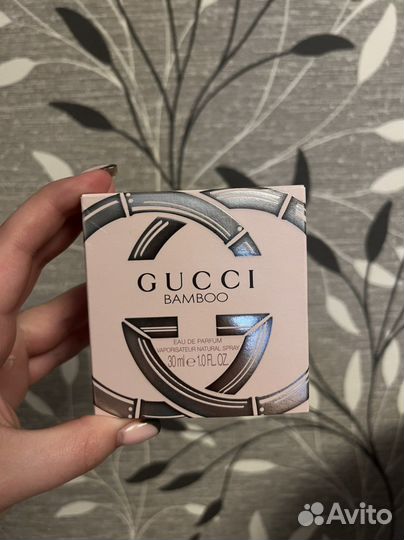 GUCCI
BAMBOO
EAU DE PARFUM
VAPORISATEUR NATURAL SPRAY
30 ml ℮ 1.0 FL.OZ.
Avito